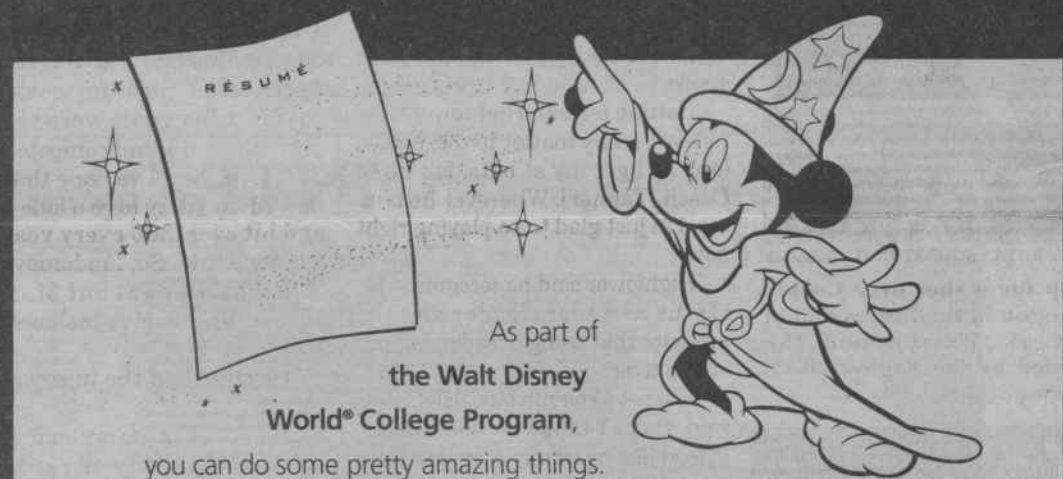 RÉSUMÉ
As part of
the Walt Disney
World® College Program,
you can do some pretty amazing things.